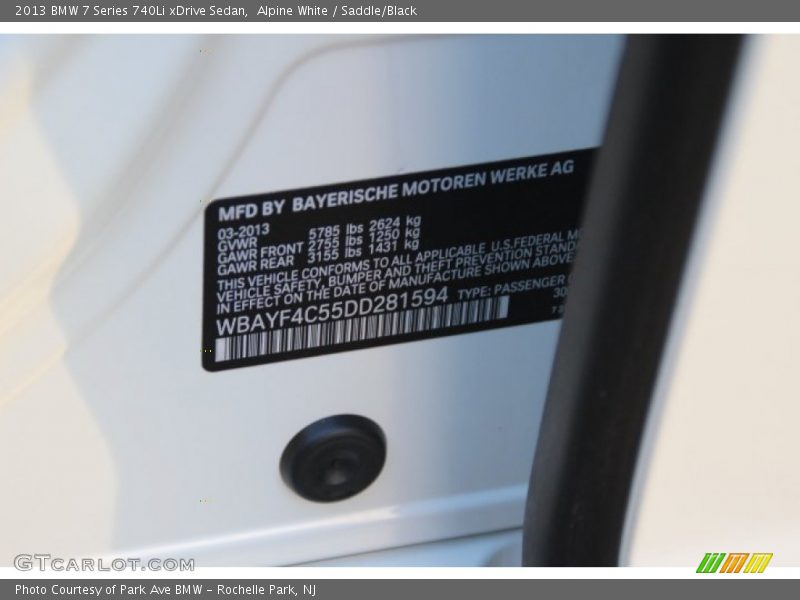 2013 BMW 7 Series 740Li xDrive Sedan, Alpine White / Saddle/Black
MFD BY BAYERISCHE MOTOREN WERKE AG
03-2013
GVWR 5785 lbs 2624 kg
GAWR FRONT 2755 lbs 1250 kg
GAWR REAR 3155 lbs 1431 kg
THIS VEHICLE CONFORMS TO ALL APPLICABLE U.S.FEDERAL
VEHICLE SAFETY, BUMPER AND THEFT PREVENTION
IN EFFECT ON THE DATE OF MANUFACTURE SHOWN ABOVE
WBAYF4C55DD281594 TYPE: PASSENGER
30
GTCARLOT.COM
Photo Courtesy of Park Ave BMW - Rochelle Park, NJ